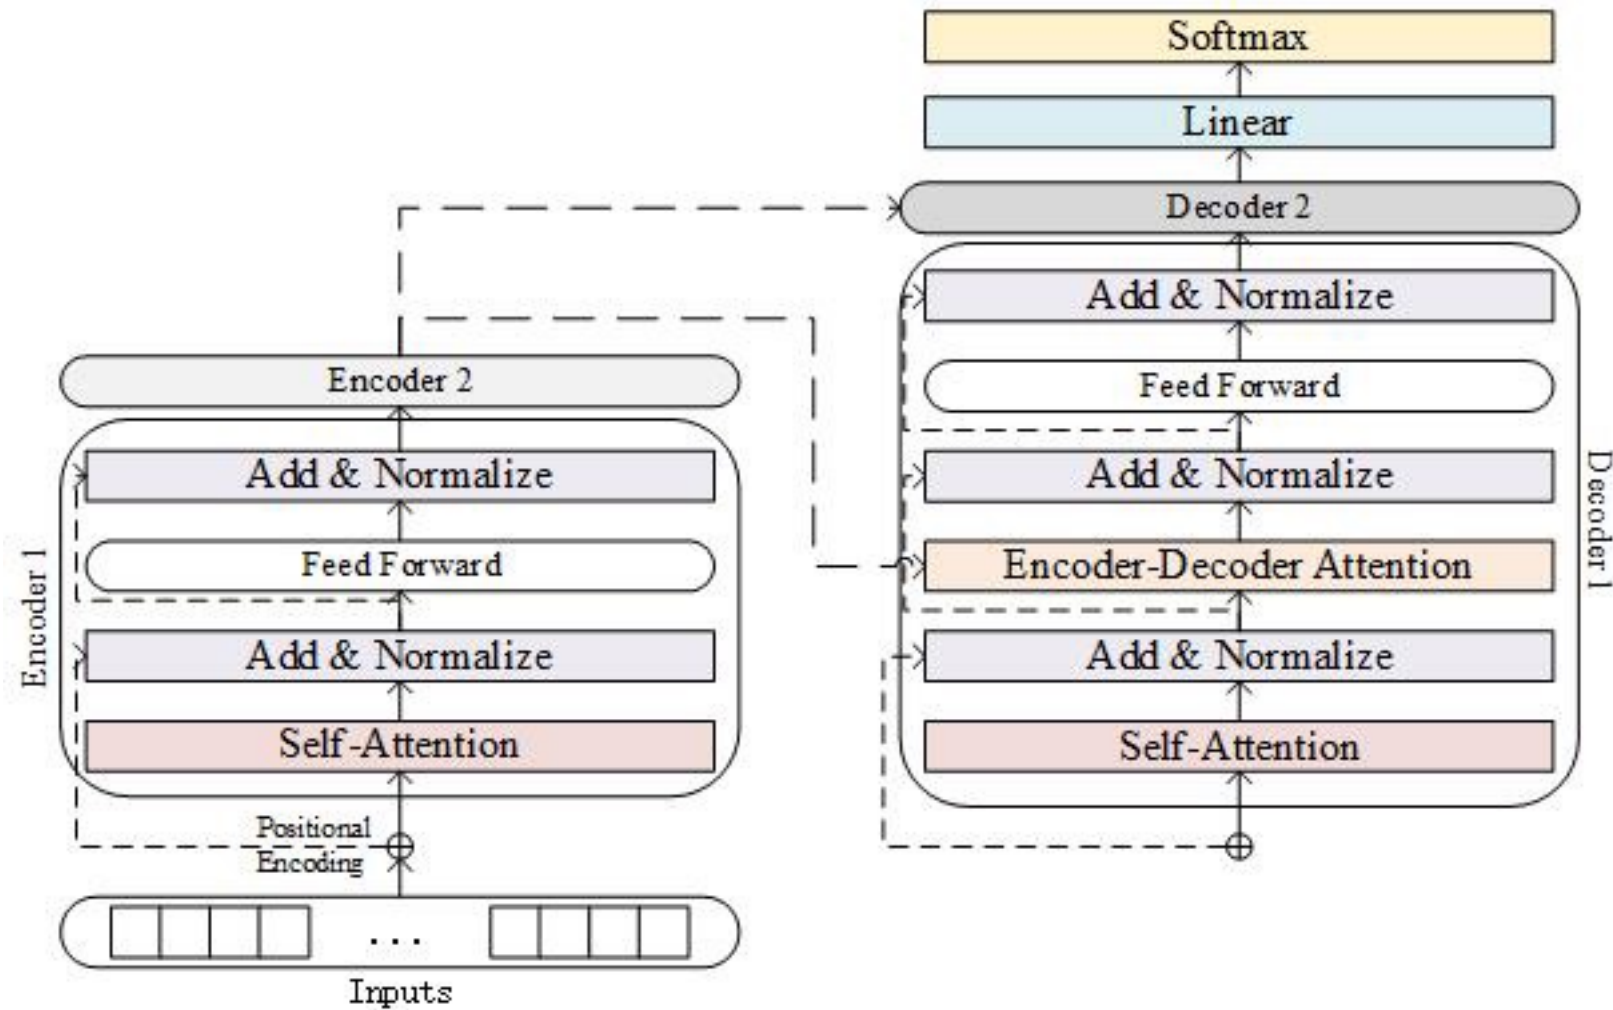 Softmax
Linear
Decoder 2
Add & Normalize
Feed Forward
Add & Normalize
Encoder-Decoder Attention
Add & Normalize
Self-Attention
Decoder 1
Encoder 2
Add & Normalize
Feed Forward
Add & Normalize
Self-Attention
Encoder 1
Positional
Encoding
...
Inputs